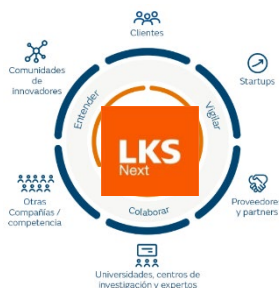 Clientes
Comunidades
de
innovadores
Startups
Entender
Vigilar
LKS
Next
Colaborar
Otras
Compañías /
competencia
Proveedores
y partners
Universidades, centros de
investigación y expertos